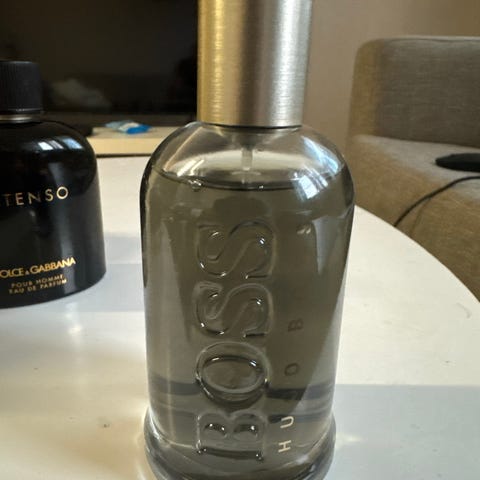 TENSO
DOLCE & GABBANA
POUR HOMME
EAU DE PARFUM
BOSS
HUGO B